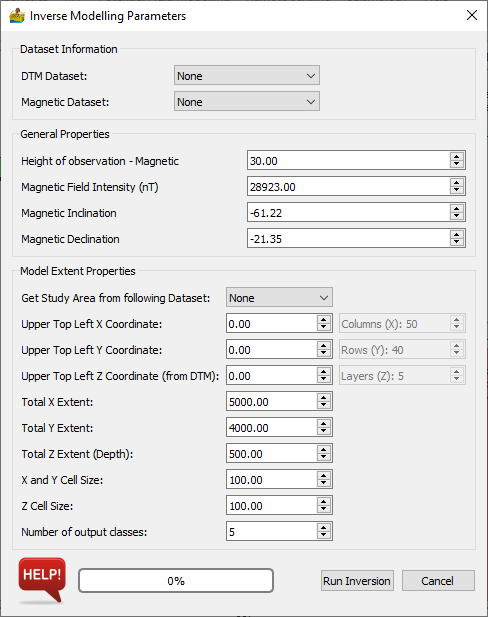 Inverse Modelling Parameters
Dataset Information
DTM Dataset: None
Magnetic Dataset: None
General Properties
Height of observation - Magnetic 30.00
Magnetic Field Intensity (nT) 28923.00
Magnetic Inclination -61.22
Magnetic Declination -21.35
Model Extent Properties
Get Study Area from following Dataset: None
Upper Top Left X Coordinate: 0.00 Columns (X): 50
Upper Top Left Y Coordinate: 0.00 Rows (Y): 40
Upper Top Left Z Coordinate (from DTM): 0.00 Layers (Z): 5
Total X Extent: 5000.00
Total Y Extent: 4000.00
Total Z Extent (Depth): 500.00
X and Y Cell Size: 100.00
Z Cell Size: 100.00
Number of output classes: 5
HELP! 0% Run Inversion Cancel